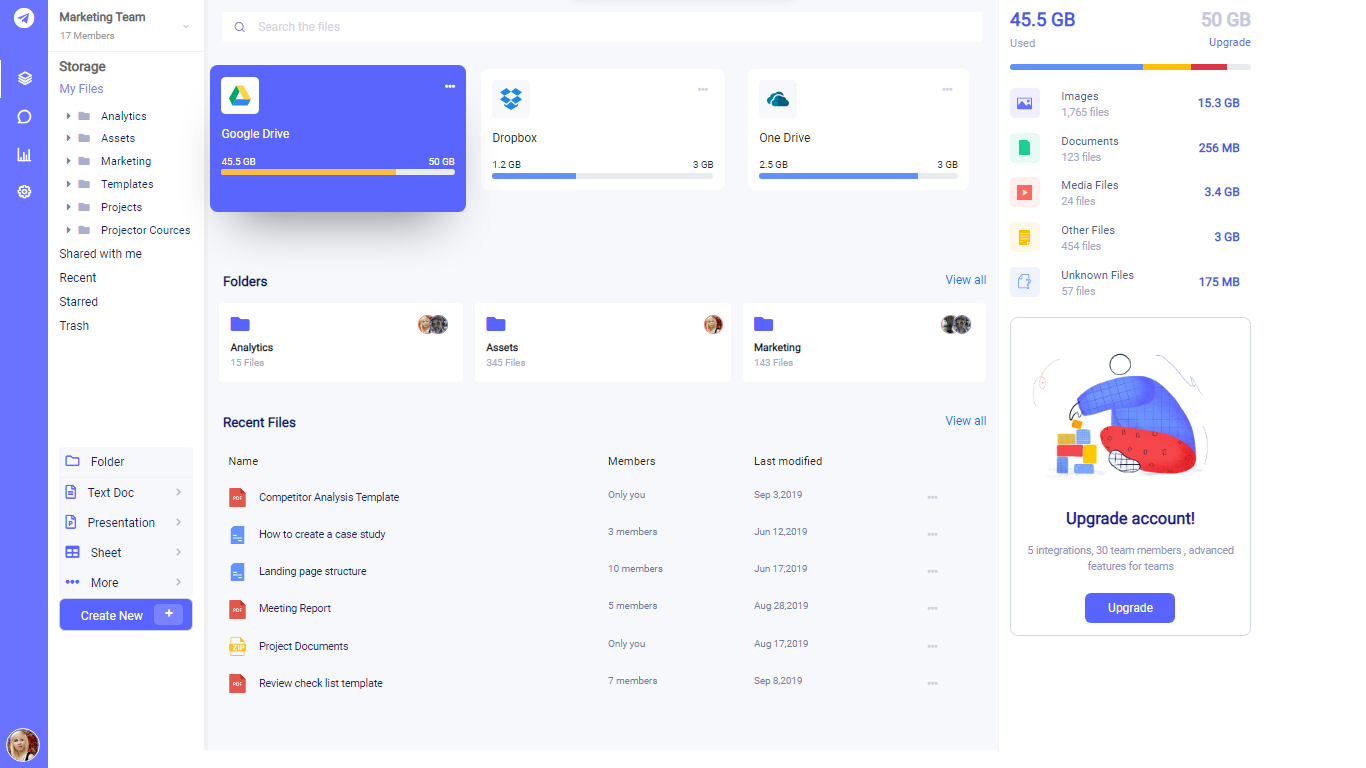 Marketing Team
17 Members
Storage
My Files
Analytics
Assets
Marketing
Templates
Projects
Projector Cources
Shared with me
Recent
Starred
Trash
Folder
Text Doc
Presentation
Sheet
More
Create New +
Search the files
Google Drive
45.5 GB 50 GB
Dropbox
1.2 GB 3 GB
One Drive
2.5 GB 3 GB
Folders View all
Analytics
15 Files
Assets
345 Files
Marketing
143 Files
Recent Files View all
Name Members Last modified
PDF Competitor Analysis Template Only you Sep 3,2019
How to create a case study 3 members Jun 12,2019
Landing page structure 10 members Jun 17,2019
PDF Meeting Report 5 members Aug 28,2019
ZIP Project Documents Only you Aug 17,2019
PDF Review check list template 7 members Sep 8,2019
45.5 GB 50 GB
Used Upgrade
Images
1,765 files
15.3 GB
Documents
123 files
256 MB
Media Files
24 files
3.4 GB
Other Files
454 files
3 GB
Unknown Files
57 files
175 MB
Upgrade account!
5 integrations, 30 team members , advanced
features for teams
Upgrade